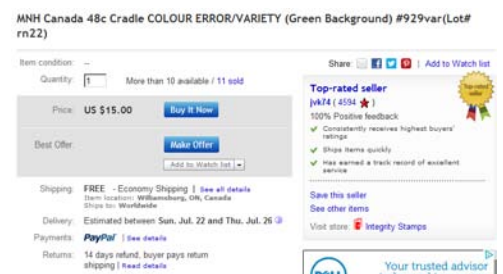 MNH Canada 48c Cradle COLOUR ERROR/VARIETY (Green Background) #929var(Lot#
rn22)
Item condition: --
Quantity: 1 More than 10 available / 11 sold
Price: US $15.00 Buy It Now
Best Offer: Make Offer
Add to Watch list
Shipping: FREE - Economy Shipping | See all details
Item location: Williamsburg, ON, Canada
Ships to: Worldwide
Delivery: Estimated between Sun. Jul. 22 and Thu. Jul. 26
Payments: PayPal | See details
Returns: 14 days refund, buyer pays return
shipping | Read details
Share: | Add to Watch list
Top-rated seller
jvk74 ( 4594 )
100% Positive feedback
Consistently receives highest buyers'
ratings
Ships items quickly
Has earned a track record of excellent
service
Save this seller
See other items
Visit store: Integrity Stamps
DELL
Your trusted advisor